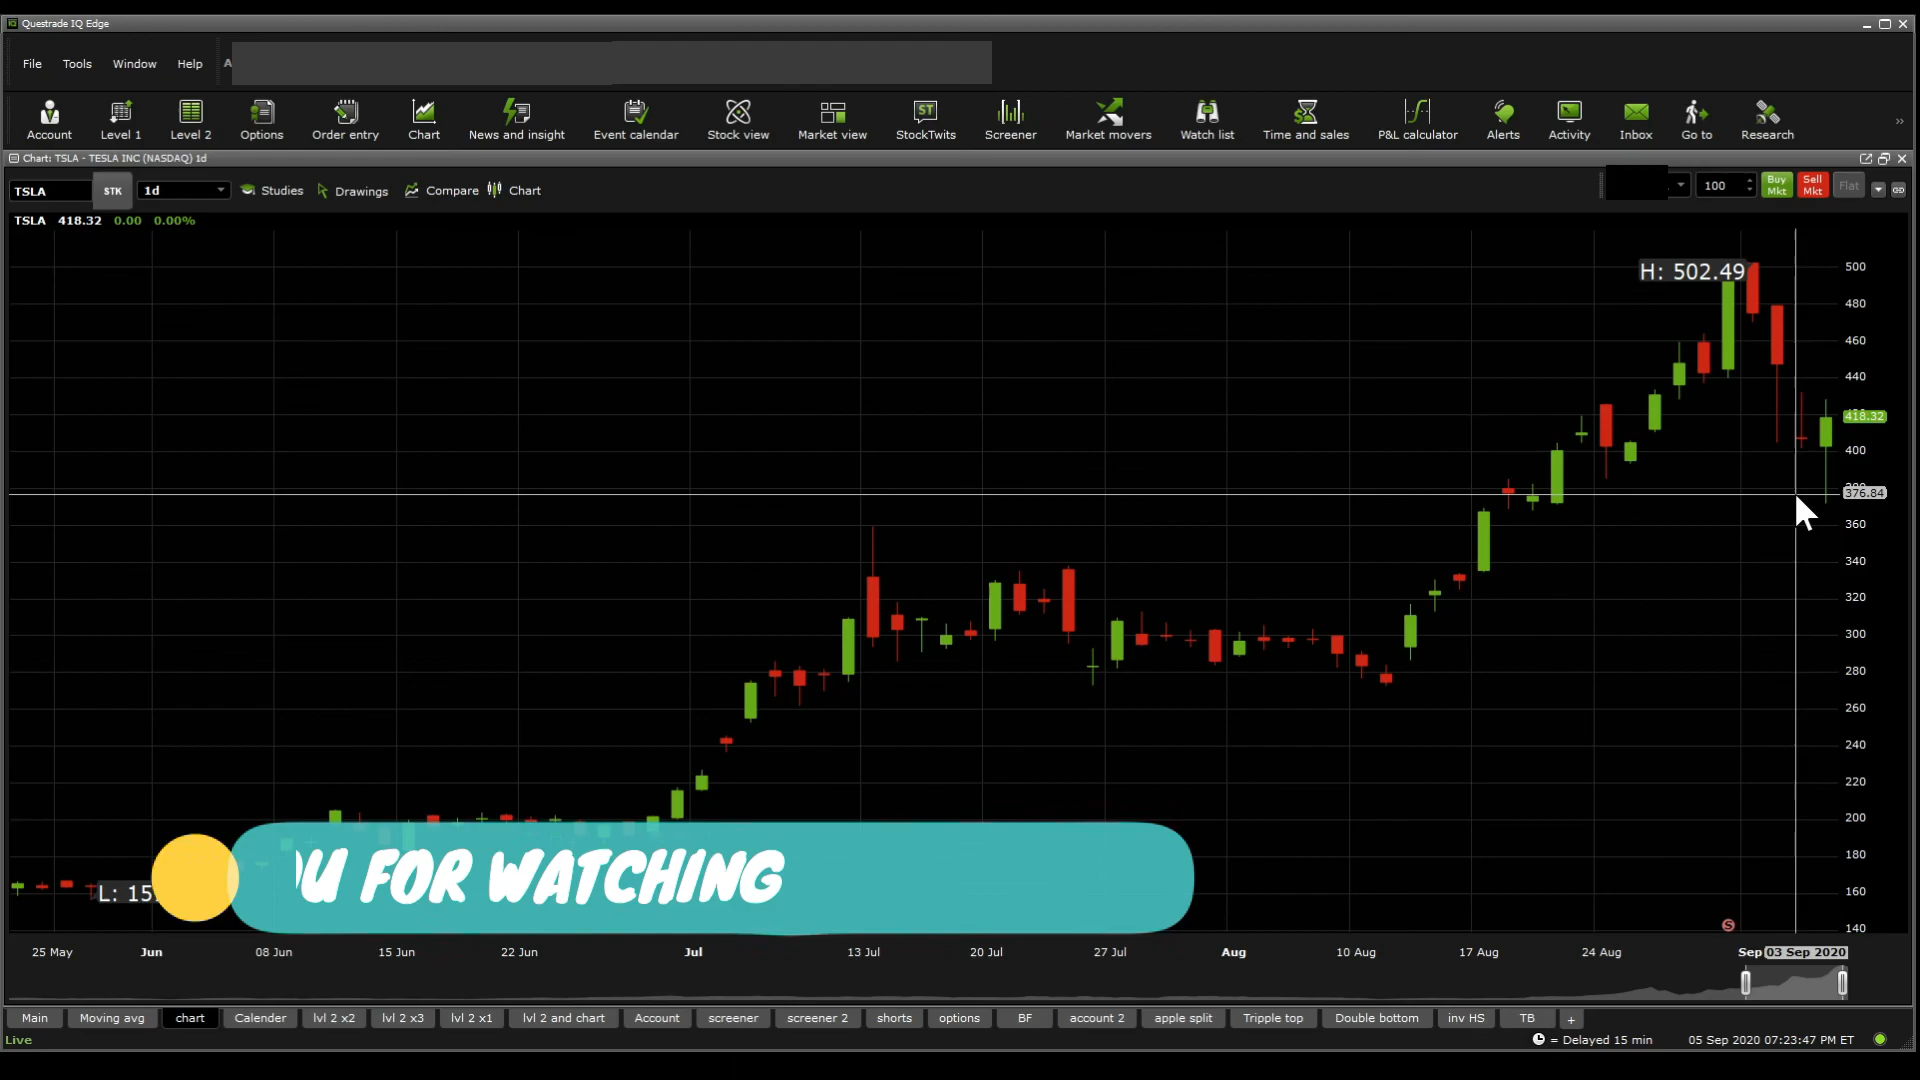 Questrade IQ Edge
File Tools Window Help A
Account Level 1 Level 2 Options Order entry Chart News and insight Event calendar Stock view Market view StockTwits Screener Market movers Watch list Time and sales P&L calculator Alerts Activity Inbox Go to Research
Chart: TSLA - TESLA INC (NASDAQ) 1d
TSLA STK 1d Studies Drawings Compare Chart 100 Buy Mkt Sell Mkt Flat
TSLA 418.32 0.00 0.00%
H: 502.49
500
480
460
440
418.32
400
376.84
360
340
320
300
280
260
240
220
200
180
160
140
L: 15
OU FOR WATCHING
S
25 May Jun 08 Jun 15 Jun 22 Jun Jul 13 Jul 20 Jul 27 Jul Aug 10 Aug 17 Aug 24 Aug Sep 03 Sep 2020
Main Moving avg chart Calender lvl 2 x2 lvl 2 x3 lvl 2 x1 lvl 2 and chart Account screener screener 2 shorts options BF account 2 apple split Tripple top Double bottom inv HS TB +
Live = Delayed 15 min 05 Sep 2020 07:23:47 PM ET